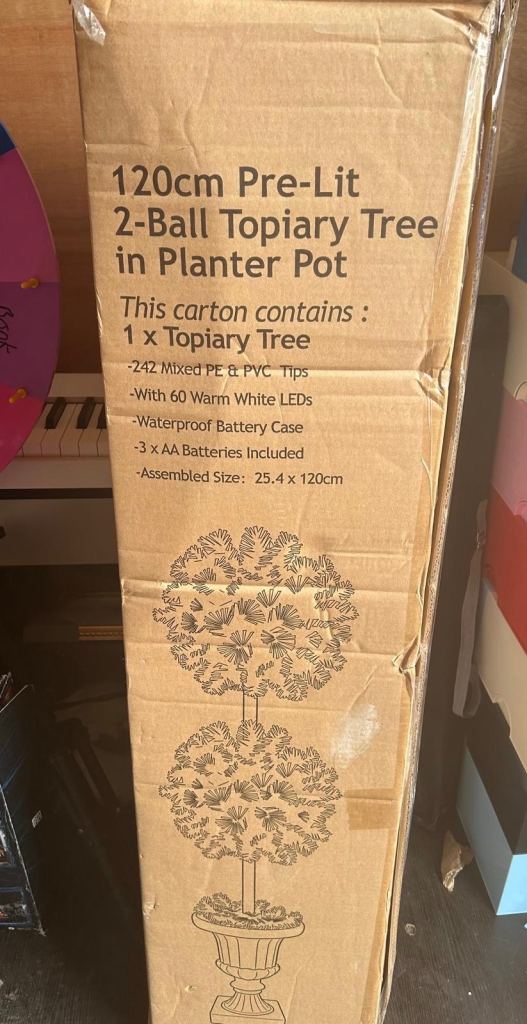 120cm Pre-Lit
2-Ball Topiary Tree
in Planter Pot
This carton contains :
1 x Topiary Tree
-242 Mixed PE & PVC Tips
-With 60 Warm White LEDs
-Waterproof Battery Case
-3 x AA Batteries Included
-Assembled Size: 25.4 x 120cm
Book